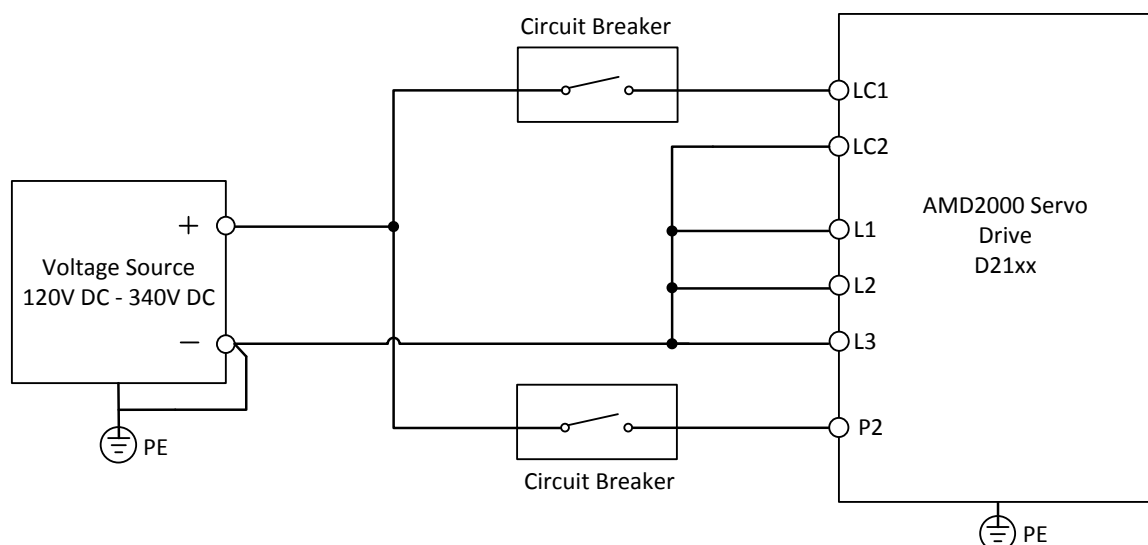 Circuit Breaker
LC1
LC2
+
Voltage Source
120V DC - 340V DC
−
L1
L2
L3
AMD2000 Servo
Drive
D21xx
P2
Circuit Breaker
PE
PE